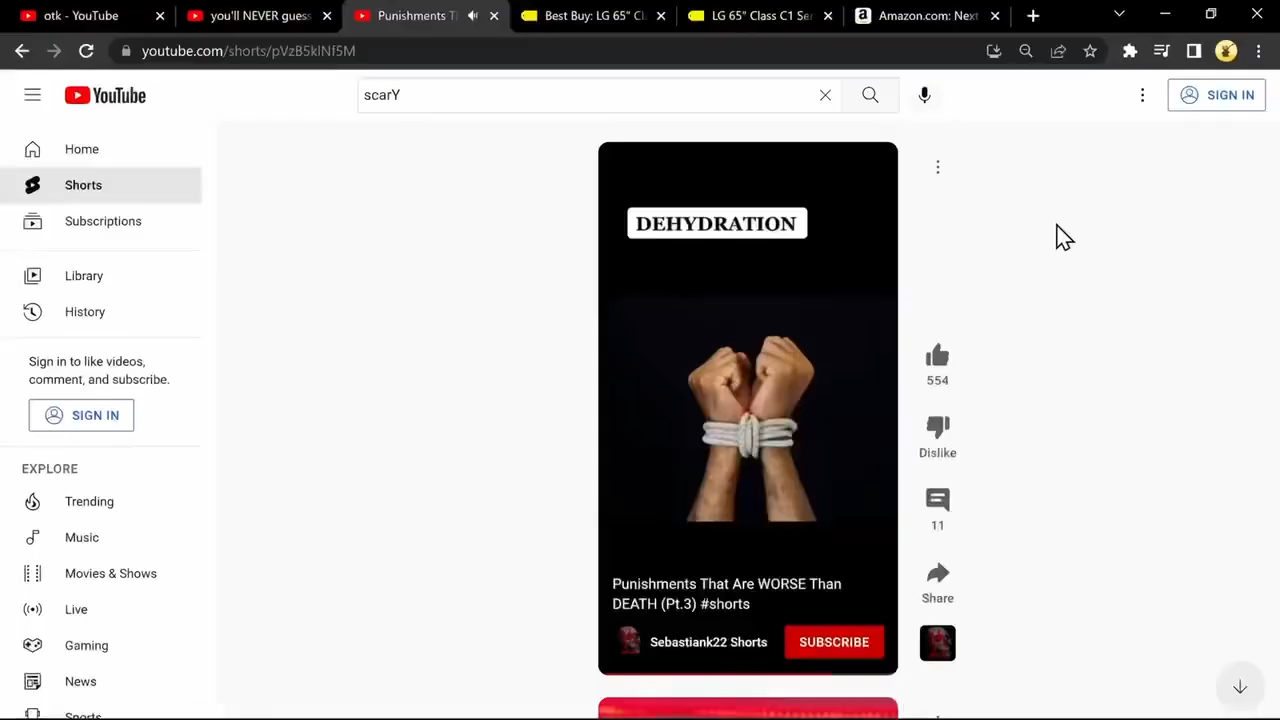 otk - YouTube
you'll NEVER guess
Punishments T
Best Buy: LG 65" Cl
LG 65" Class C1 Se
Amazon.com: Next
youtube.com/shorts/pVzB5kINf5M
YouTube
scarY
SIGN IN
Home
Shorts
Subscriptions
Library
History
Sign in to like videos,
comment, and subscribe.
SIGN IN
EXPLORE
Trending
Music
Movies & Shows
Live
Gaming
News
Sports
DEHYDRATION
Punishments That Are WORSE Than
DEATH (Pt.3) #shorts
Sebastiank22 Shorts
SUBSCRIBE
554
Dislike
11
Share